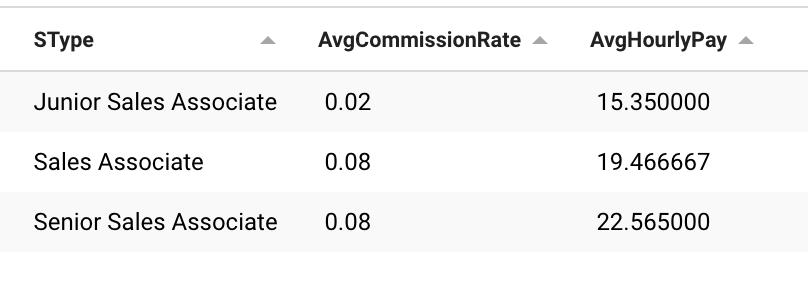 SType AvgCommissionRate AvgHourlyPay
Junior Sales Associate 0.02 15.350000
Sales Associate 0.08 19.466667
Senior Sales Associate 0.08 22.565000